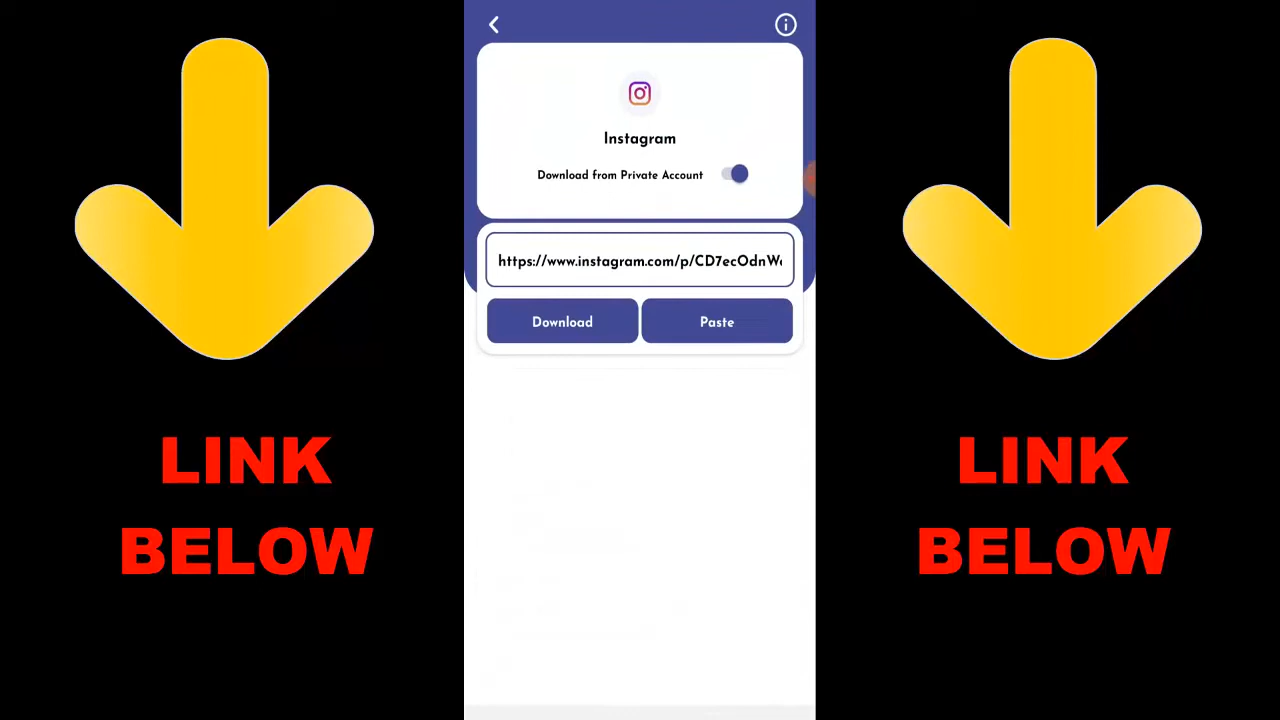 Instagram
Download from Private Account
https://www.instagram.com/p/CD7ecOdnW
Download
Paste
LINK
BELOW
LINK
BELOW